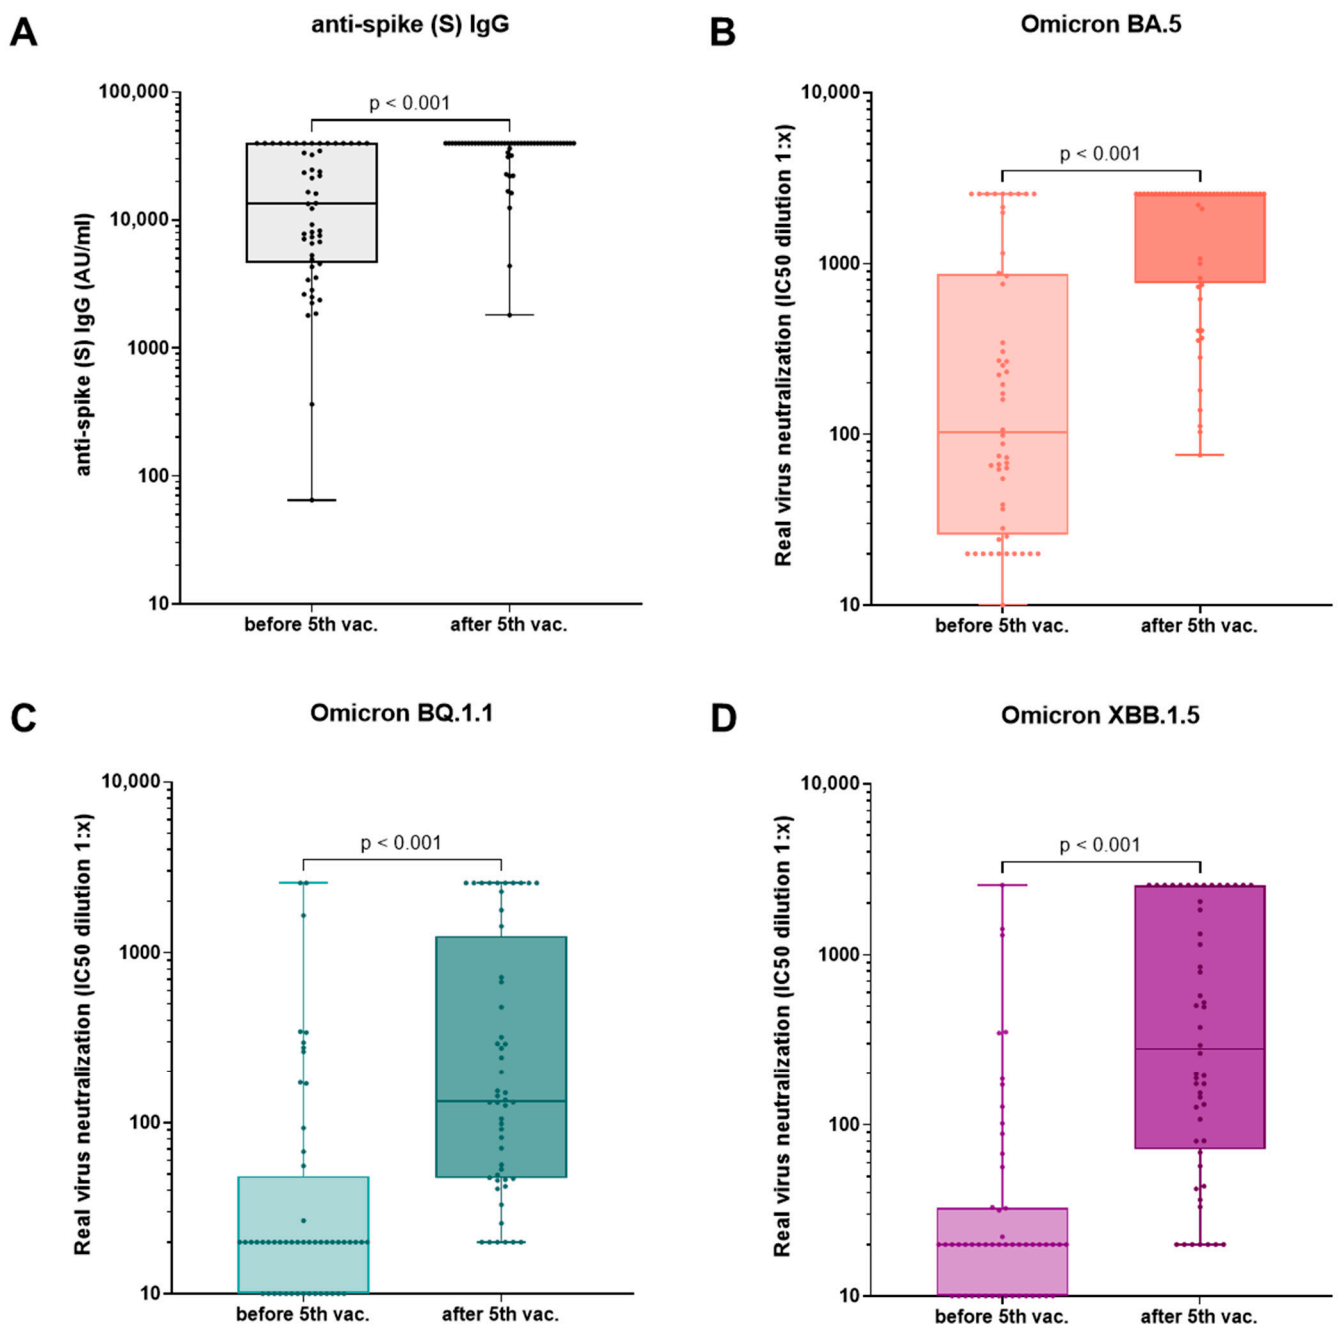 A
anti-spike (S) IgG
anti-spike (S) IgG (AU/ml)
100,000
10,000
1000
100
10
p < 0.001
before 5th vac.
after 5th vac.
B
Omicron BA.5
Real virus neutralization (IC50 dilution 1:x)
10,000
1000
100
10
p < 0.001
before 5th vac.
after 5th vac.
C
Omicron BQ.1.1
Real virus neutralization (IC50 dilution 1:x)
10,000
1000
100
10
p < 0.001
before 5th vac.
after 5th vac.
D
Omicron XBB.1.5
Real virus neutralization (IC50 dilution 1:x)
10,000
1000
100
10
p < 0.001
before 5th vac.
after 5th vac.